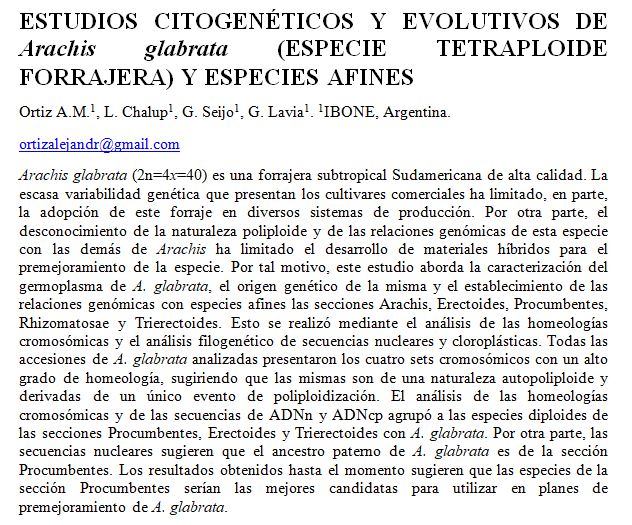 ESTUDIOS CITOGENÉTICOS Y EVOLUTIVOS DE
Arachis glabrata (ESPECIE TETRAPLOIDE
FORRAJERA) Y ESPECIES AFINES
Ortiz A.M.¹, L. Chalup¹, G. Seijo¹, G. Lavia¹. ¹IBONE, Argentina.
ortizalejandr@gmail.com
Arachis glabrata (2n=4x=40) es una forrajera subtropical Sudamericana de alta calidad. La
escasa variabilidad genética que presentan los cultivares comerciales ha limitado, en parte,
la adopción de este forraje en diversos sistemas de producción. Por otra parte, el
desconocimiento de la naturaleza poliploide y de las relaciones genómicas de esta especie
con las demás de Arachis ha limitado el desarrollo de materiales híbridos para el
premejoramiento de la especie. Por tal motivo, este estudio aborda la caracterización del
germoplasma de A. glabrata, el origen genético de la misma y el establecimiento de las
relaciones genómicas con especies afines las secciones Arachis, Erectoides, Procumbentes,
Rhizomatosae y Trierectoides. Esto se realizó mediante el análisis de las homeologías
cromosómicas y el análisis filogenético de secuencias nucleares y cloroplásticas. Todas las
accesiones de A. glabrata analizadas presentaron los cuatro sets cromosómicos con un alto
grado de homeología, sugiriendo que las mismas son de una naturaleza autopoliploide y
derivadas de un único evento de poliploidización. El análisis de las homeologías
cromosómicas y de las secuencias de ADNn y ADNcp agrupó a las especies diploides de
las secciones Procumbentes, Erectoides y Trierectoides con A. glabrata. Por otra parte, las
secuencias nucleares sugieren que el ancestro paterno de A. glabrata es de la sección
Procumbentes. Los resultados obtenidos hasta el momento sugieren que las especies de la
sección Procumbentes serían las mejores candidatas para utilizar en planes de
premejoramiento de A. glabrata.